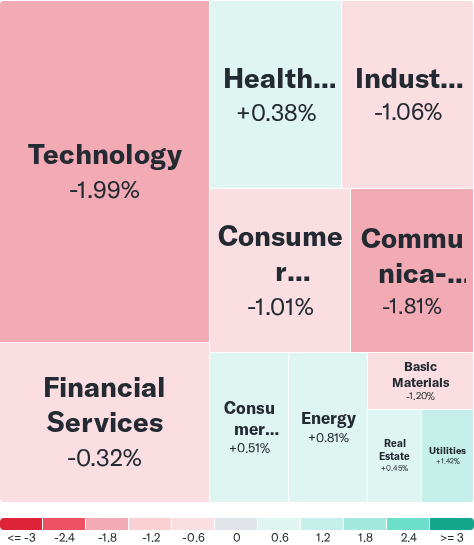 Technology
-1.99%
Health...
+0.38%
Indust...
-1.06%
Consume
r...
-1.01%
Commu
nica-...
-1.81%
Financial
Services
-0.32%
Consu
mer...
+0.51%
Energy
+0.81%
Basic
Materials
-1.20%
Real
Estate
+0.45%
Utilities
+1.42%
<= -3 -2.4 -1.8 -1.2 -0.6 0 0.6 1.2 1.8 2.4 >= 3